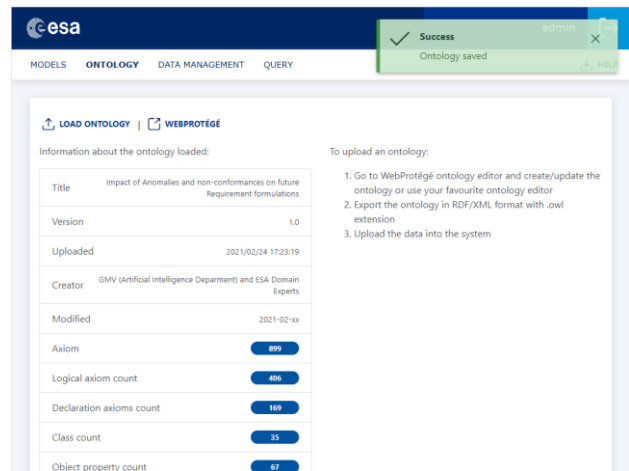 esa
admin
Success
Ontology saved
MODELS ONTOLOGY DATA MANAGEMENT QUERY
HELP
LOAD ONTOLOGY | WEBPROTÉGÉ
Information about the ontology loaded:
Title Impact of Anomalies and non-conformances on future
Requirement formulations
Version 1.0
Uploaded 2021/02/24 17:23:19
Creator GMV (Artificial Intelligence Deparment) and ESA Domain
Experts
Modified 2021-02-xx
Axiom 899
Logical axiom count 406
Declaration axioms count 169
Class count 35
Object property count 67
To upload an ontology:
1. Go to WebProtégé ontology editor and create/update the
ontology or use your favourite ontology editor
2. Export the ontology in RDF/XML format with .owl
extension
3. Upload the data into the system